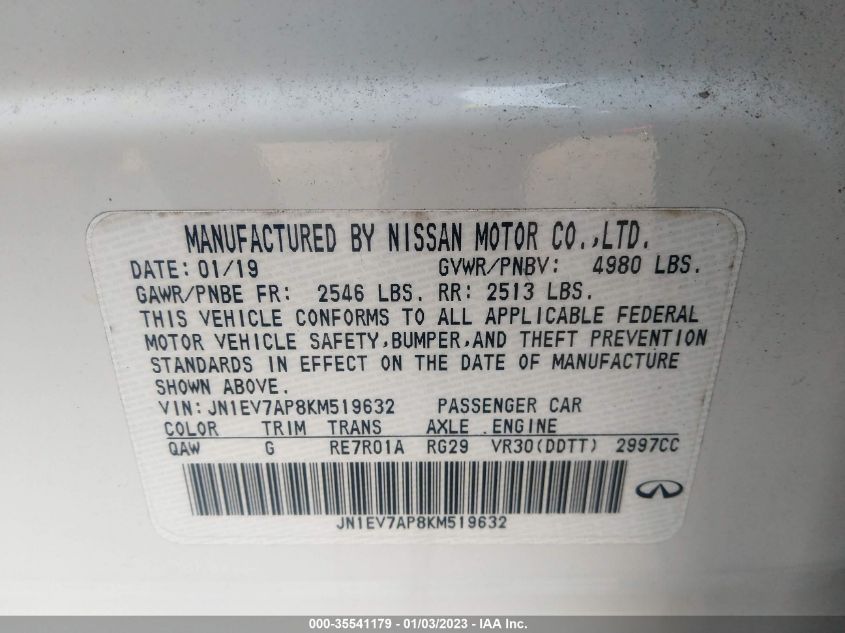 MANUFACTURED BY NISSAN MOTOR CO.,LTD.
DATE: 01/19 GVWR/PNBV: 4980 LBS.
GAWR/PNBE FR: 2546 LBS. RR: 2513 LBS.
THIS VEHICLE CONFORMS TO ALL APPLICABLE FEDERAL
MOTOR VEHICLE SAFETY,BUMPER,AND THEFT PREVENTION
STANDARDS IN EFFECT ON THE DATE OF MANUFACTURE
SHOWN ABOVE.
VIN: JN1EV7AP8KM519632 PASSENGER CAR
COLOR TRIM TRANS AXLE ENGINE
QAW G RE7R01A RG29 VR30(DDTT) 2997CC
JN1EV7AP8KM519632
000-35541179 - 01/03/2023 - IAA Inc.